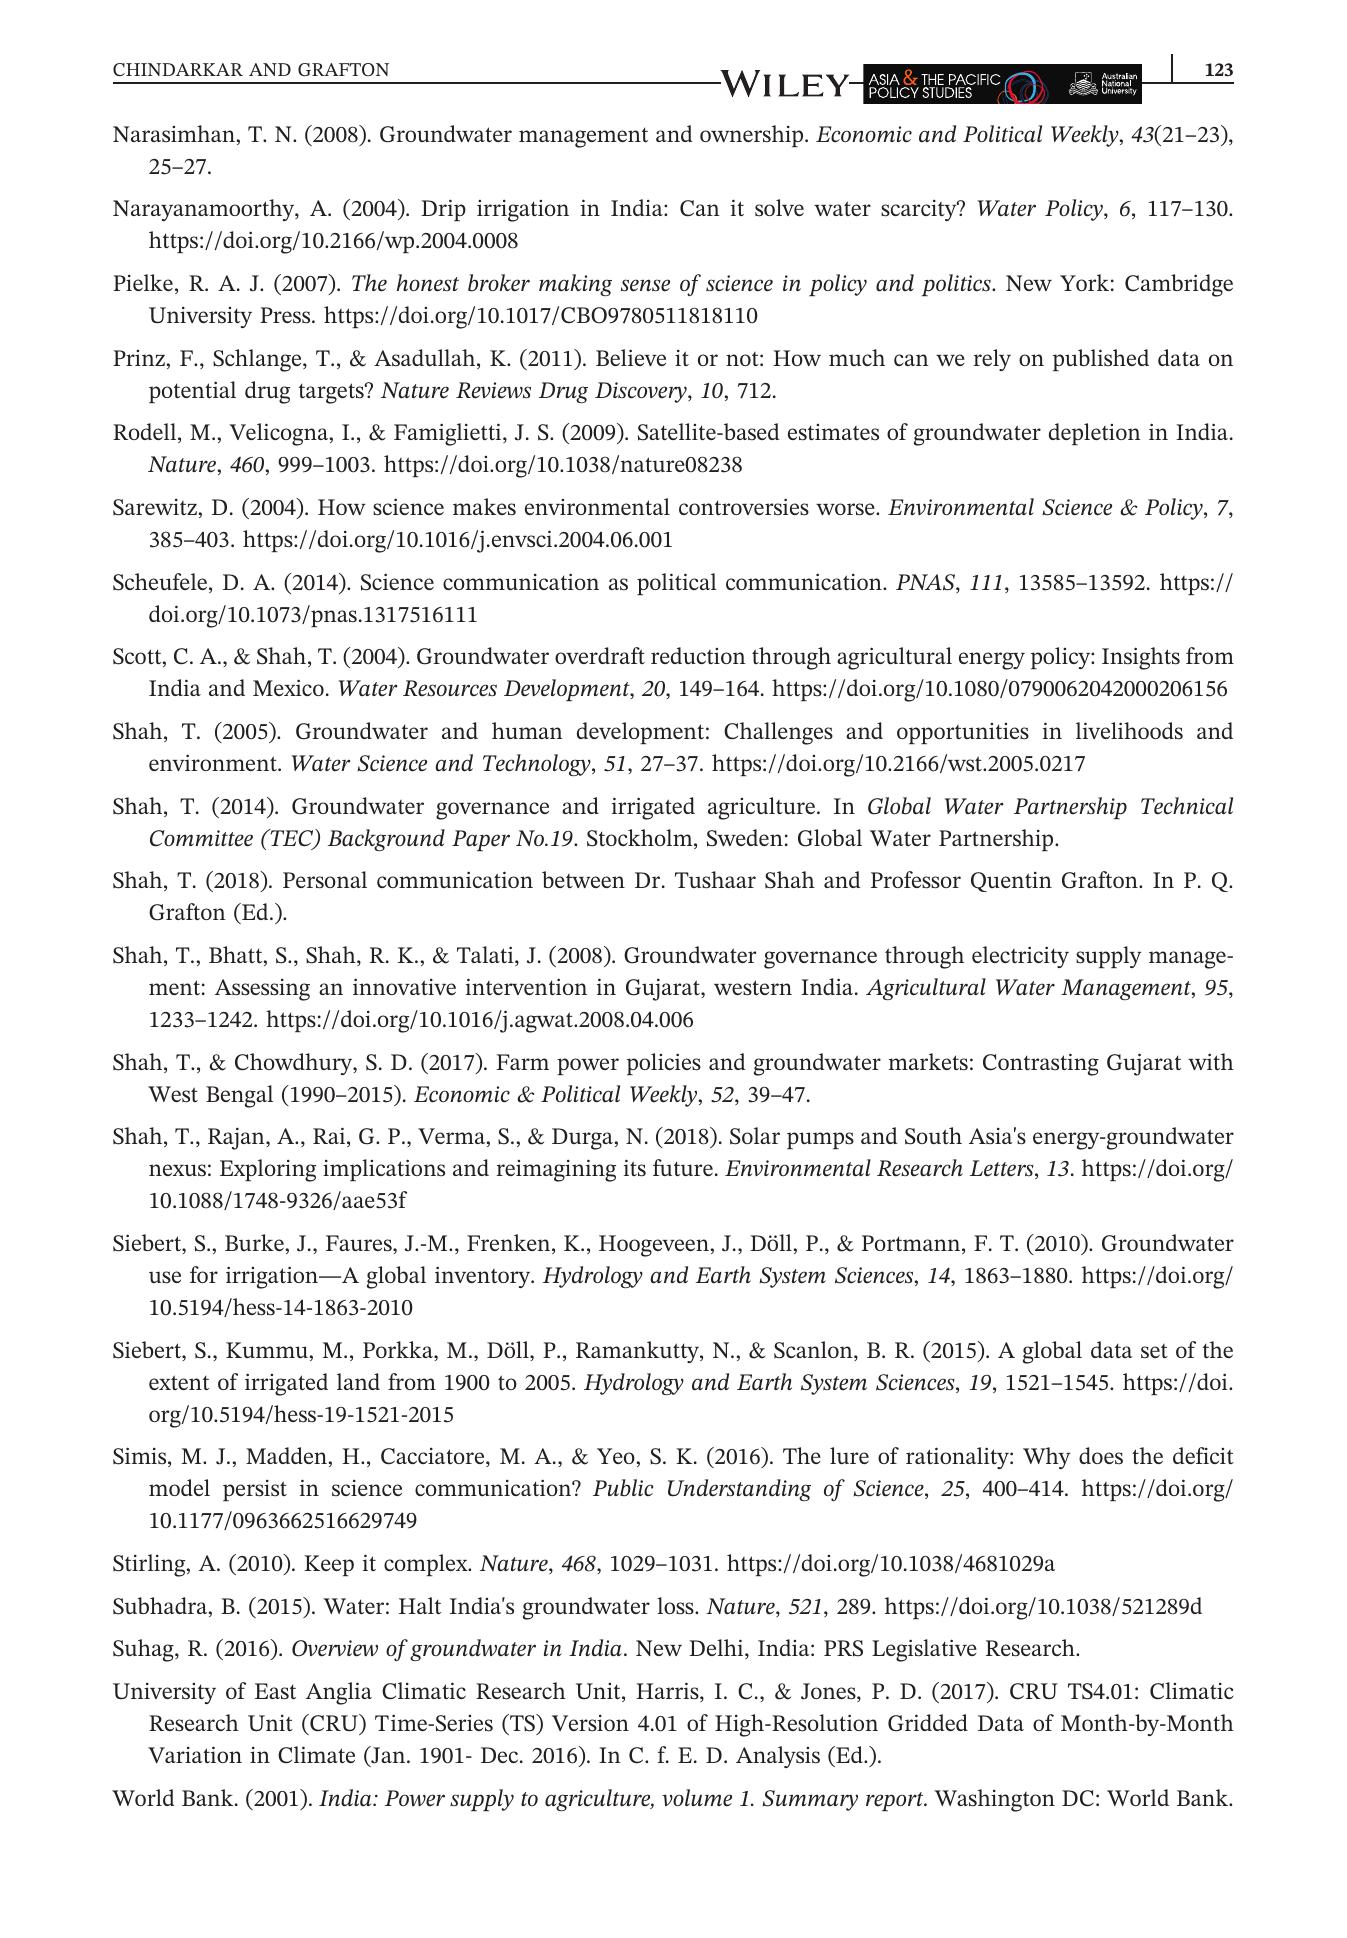 CHINDARKAR AND GRAFTON
WILEY
ASIA & THE PACIFIC
POLICY STUDIES
Australian
National
University
123
Narasimhan, T. N. (2008). Groundwater management and ownership. Economic and Political Weekly, 43(21–23),
25–27.
Narayanamoorthy, A. (2004). Drip irrigation in India: Can it solve water scarcity? Water Policy, 6, 117–130.
https://doi.org/10.2166/wp.2004.0008
Pielke, R. A. J. (2007). The honest broker making sense of science in policy and politics. New York: Cambridge
University Press. https://doi.org/10.1017/CBO9780511818110
Prinz, F., Schlange, T., & Asadullah, K. (2011). Believe it or not: How much can we rely on published data on
potential drug targets? Nature Reviews Drug Discovery, 10, 712.
Rodell, M., Velicogna, I., & Famiglietti, J. S. (2009). Satellite-based estimates of groundwater depletion in India.
Nature, 460, 999–1003. https://doi.org/10.1038/nature08238
Sarewitz, D. (2004). How science makes environmental controversies worse. Environmental Science & Policy, 7,
385–403. https://doi.org/10.1016/j.envsci.2004.06.001
Scheufele, D. A. (2014). Science communication as political communication. PNAS, 111, 13585–13592. https://
doi.org/10.1073/pnas.1317516111
Scott, C. A., & Shah, T. (2004). Groundwater overdraft reduction through agricultural energy policy: Insights from
India and Mexico. Water Resources Development, 20, 149–164. https://doi.org/10.1080/0790062042000206156
Shah, T. (2005). Groundwater and human development: Challenges and opportunities in livelihoods and
environment. Water Science and Technology, 51, 27–37. https://doi.org/10.2166/wst.2005.0217
Shah, T. (2014). Groundwater governance and irrigated agriculture. In Global Water Partnership Technical
Committee (TEC) Background Paper No.19. Stockholm, Sweden: Global Water Partnership.
Shah, T. (2018). Personal communication between Dr. Tushaar Shah and Professor Quentin Grafton. In P. Q.
Grafton (Ed.).
Shah, T., Bhatt, S., Shah, R. K., & Talati, J. (2008). Groundwater governance through electricity supply manage-
ment: Assessing an innovative intervention in Gujarat, western India. Agricultural Water Management, 95,
1233–1242. https://doi.org/10.1016/j.agwat.2008.04.006
Shah, T., & Chowdhury, S. D. (2017). Farm power policies and groundwater markets: Contrasting Gujarat with
West Bengal (1990–2015). Economic & Political Weekly, 52, 39–47.
Shah, T., Rajan, A., Rai, G. P., Verma, S., & Durga, N. (2018). Solar pumps and South Asia's energy-groundwater
nexus: Exploring implications and reimagining its future. Environmental Research Letters, 13. https://doi.org/
10.1088/1748-9326/aae53f
Siebert, S., Burke, J., Faures, J.-M., Frenken, K., Hoogeveen, J., Döll, P., & Portmann, F. T. (2010). Groundwater
use for irrigation—A global inventory. Hydrology and Earth System Sciences, 14, 1863–1880. https://doi.org/
10.5194/hess-14-1863-2010
Siebert, S., Kummu, M., Porkka, M., Döll, P., Ramankutty, N., & Scanlon, B. R. (2015). A global data set of the
extent of irrigated land from 1900 to 2005. Hydrology and Earth System Sciences, 19, 1521–1545. https://doi.
org/10.5194/hess-19-1521-2015
Simis, M. J., Madden, H., Cacciatore, M. A., & Yeo, S. K. (2016). The lure of rationality: Why does the deficit
model persist in science communication? Public Understanding of Science, 25, 400–414. https://doi.org/
10.1177/0963662516629749
Stirling, A. (2010). Keep it complex. Nature, 468, 1029–1031. https://doi.org/10.1038/4681029a
Subhadra, B. (2015). Water: Halt India's groundwater loss. Nature, 521, 289. https://doi.org/10.1038/521289d
Suhag, R. (2016). Overview of groundwater in India. New Delhi, India: PRS Legislative Research.
University of East Anglia Climatic Research Unit, Harris, I. C., & Jones, P. D. (2017). CRU TS4.01: Climatic
Research Unit (CRU) Time-Series (TS) Version 4.01 of High-Resolution Gridded Data of Month-by-Month
Variation in Climate (Jan. 1901- Dec. 2016). In C. f. E. D. Analysis (Ed.).
World Bank. (2001). India: Power supply to agriculture, volume 1. Summary report. Washington DC: World Bank.